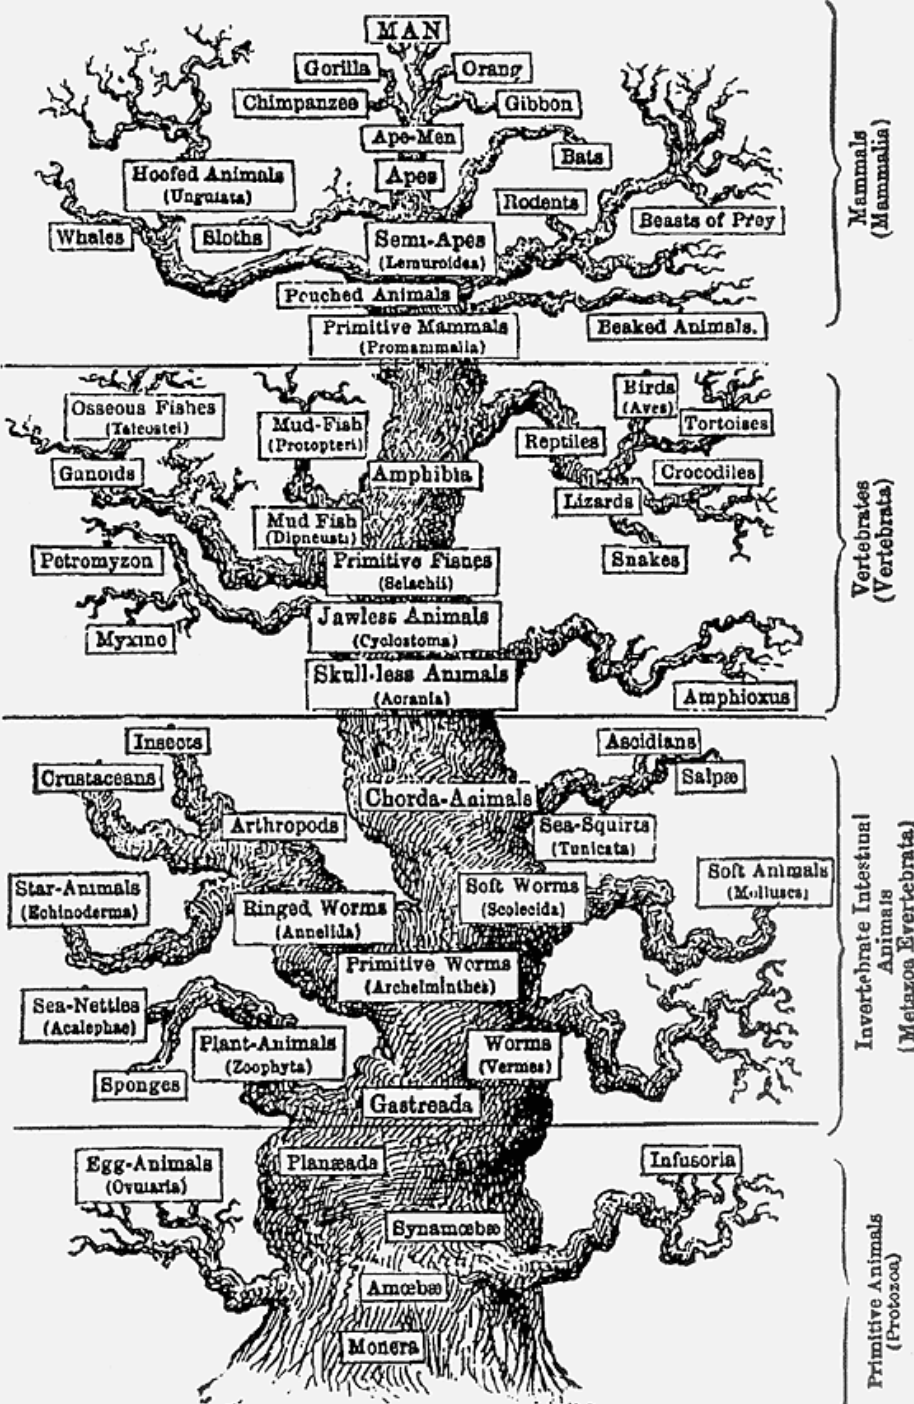 MAN
Gorilla
Orang
Chimpanzee
Gibbon
Ape-Men
Bats
Hoofed Animals
(Ungulata)
Apes
Rodents
Beasts of Prey
Whales
Sloths
Semi-Apes
(Lemuroidea)
Pouched Animals
Primitive Mammals
(Promammalia)
Beaked Animals.
Mammals
(Mammalia)
Osseous Fishes
(Teleostei)
Mud-Fish
(Protopteri)
Birds
(Aves)
Tortoises
Reptiles
Ganoids
Amphibia
Crocodiles
Lizards
Mud Fish
(Dipneusti)
Petromyzon
Primitive Fishes
(Selachii)
Snakes
Jawless Animals
(Cyclostoma)
Myxine
Skull-less Animals
(Acrania)
Amphioxus
Vertebrates
(Vertebrata)
Insects
Ascidians
Crustaceans
Salpæ
Chorda-Animals
Arthropods
Sea-Squirts
(Tunicata)
Star-Animals
(Echinoderma)
Ringed Worms
(Annelida)
Soft Worms
(Scolecida)
Soft Animals
(Mollusca)
Primitive Worms
(Archelminthes)
Sea-Nettles
(Acalephae)
Plant-Animals
(Zoophyta)
Worms
(Vermes)
Sponges
Gastreada
Invertebrate Intestinal
Animals
(Metazoa Evertebrata)
Egg-Animals
(Ovularia)
Planæada
Infusoria
Synamœbæ
Amœbæ
Monera
Primitive Animals
(Protozoa)